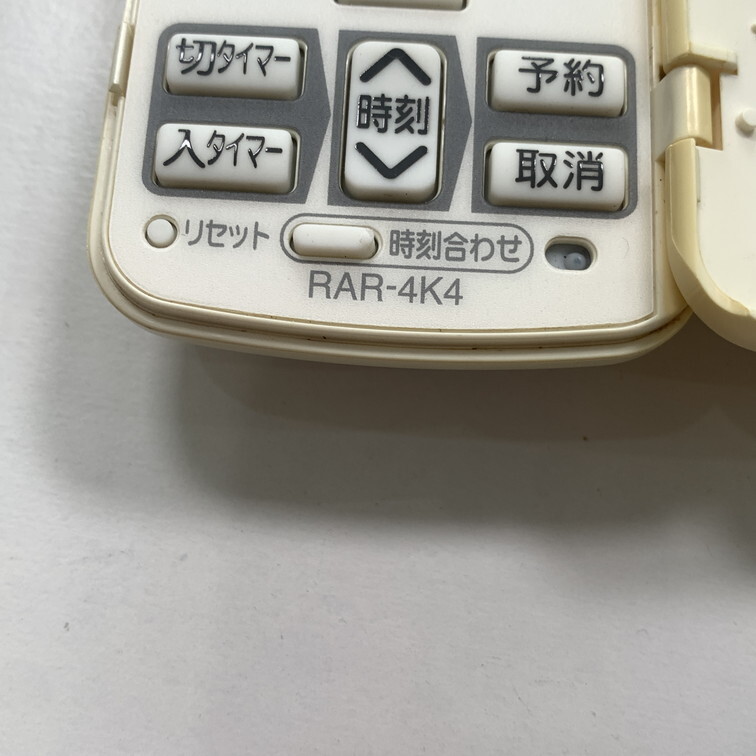 切タイマー
入タイマー
時刻
予約
取消
リセット
時刻合わせ
RAR-4K4